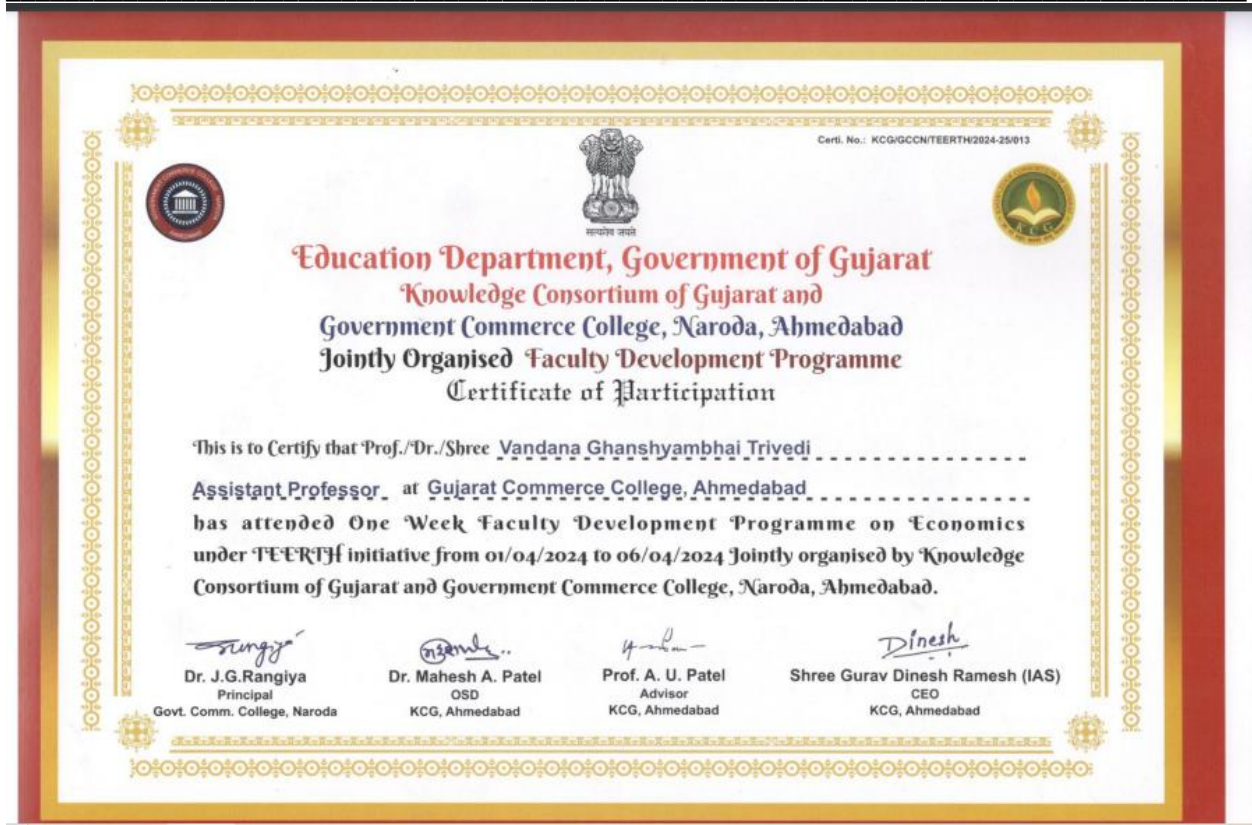 Certi. No.: KCG/GCCN/TEERTH/2024-25/013
सत्यमेव जयते
KCG
Education Department, Government of Gujarat
Knowledge Consortium of Gujarat and
Government Commerce College, Naroda, Ahmedabad
Jointly Organised Faculty Development Programme
Certificate of Participation
This is to Certify that Prof./Dr./Shree Vandana Ghanshyambhai Trivedi
Assistant Professor at Gujarat Commerce College, Ahmedabad
has attended One Week Faculty Development Programme on Economics
under TEERTH initiative from 01/04/2024 to 06/04/2024 Jointly organised by Knowledge
Consortium of Gujarat and Government Commerce College, Naroda, Ahmedabad.
Dinesh
Dr. J.G.Rangiya
Principal
Govt. Comm. College, Naroda
Dr. Mahesh A. Patel
OSD
KCG, Ahmedabad
Prof. A. U. Patel
Advisor
KCG, Ahmedabad
Shree Gurav Dinesh Ramesh (IAS)
CEO
KCG, Ahmedabad